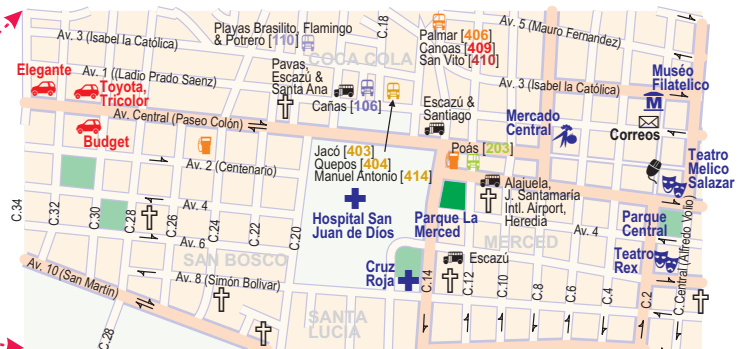 Playas Brasilito, Flamingo
& Potrero [110]
C.18
Palmar [406]
Canoas [409]
San Vito [410]
Av. 5 (Mauro Fernandez)
Av. 3 (Isabel la Católica)
COCA COLA
Elegante
Av. 1 ((Ladio Prado Saenz)
Toyota,
Tricolor
Pavas,
Escazú &
Santa Ana
Cañas [106]
Av. 3 (Isabel la Católica)
Muséo
Filatelico
Escazú &
Santiago
Mercado
Central
Correos
Av. Central (Paseo Colón)
Budget
Jacó [403]
Quepos [404]
Manuel Antonio [414]
Poás [203]
Teatro
Melico
Salazar
Av. 2 (Centenario)
Alajuela,
J. Santamaría
Intl. Airport,
Heredia
C.34
C.32
C.30
C.28
C.26
C.24
C.22
C.20
Av. 4
Hospital San
Juan de Dios
Parque La
Merced
Parque
Central
Av. 4
MERCED
Av. 6
SAN BOSCO
Escazú
Teatro
Rex
Cruz
Roja
Av. 10 (San Martín)
Av. 8 (Simón Bolivar)
C.14
C.12
C.10
C.8
C.6
C.4
C.2
C.Central (Alfredo Volio)
SANTA
LUCIA
C.28